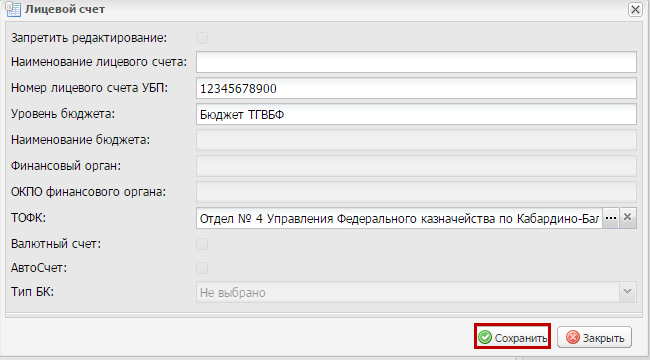 Лицевой счет
Запретить редактирование:
Наименование лицевого счета:
Номер лицевого счета УБП: 12345678900
Уровень бюджета: Бюджет ТГВБФ
Наименование бюджета:
Финансовый орган:
ОКПО финансового органа:
ТОФК: Отдел № 4 Управления Федерального казначейства по Кабардино-Бал ...
Валютный счет:
АвтоСчет:
Тип БК: Не выбрано
Сохранить Закрыть